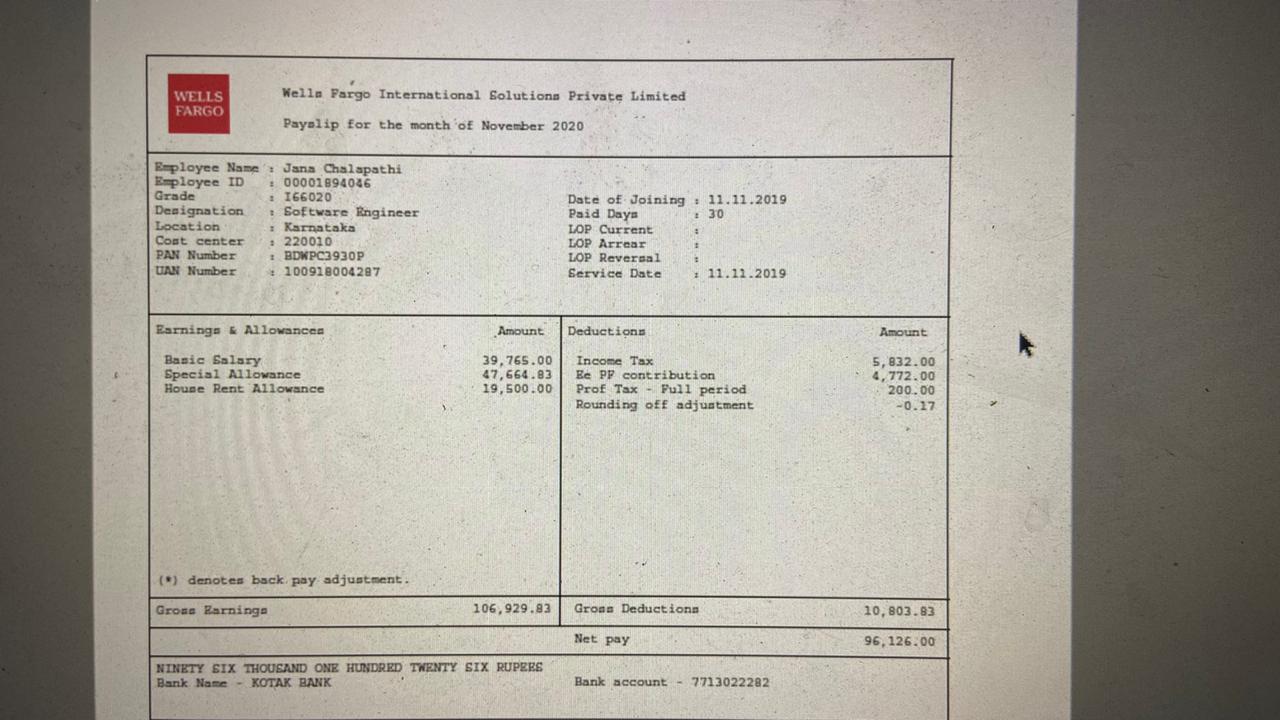 WELLS
FARGO
Wells Fargo International Solutions Private Limited
Payslip for the month of November 2020
Employee Name : Jana Chalapathi
Employee ID : 00001894046
Grade : I66020
Designation : Software Engineer
Location : Karnataka
Cost center : 220010
PAN Number : BDWPC3930P
UAN Number : 100918004287
Date of Joining : 11.11.2019
Paid Days : 30
LOP Current :
LOP Arrear :
LOP Reversal :
Service Date : 11.11.2019
Earnings & Allowances Amount
Basic Salary 39,765.00
Special Allowance 47,664.83
House Rent Allowance 19,500.00
(*) denotes back pay adjustment.
Gross Earnings 106,929.83
Deductions Amount
Income Tax 5,832.00
Ee PF contribution 4,772.00
Prof Tax - Full period 200.00
Rounding off adjustment -0.17
Gross Deductions 10,803.83
Net pay 96,126.00
NINETY SIX THOUSAND ONE HUNDRED TWENTY SIX RUPEES
Bank Name - KOTAK BANK Bank account - 7713022282